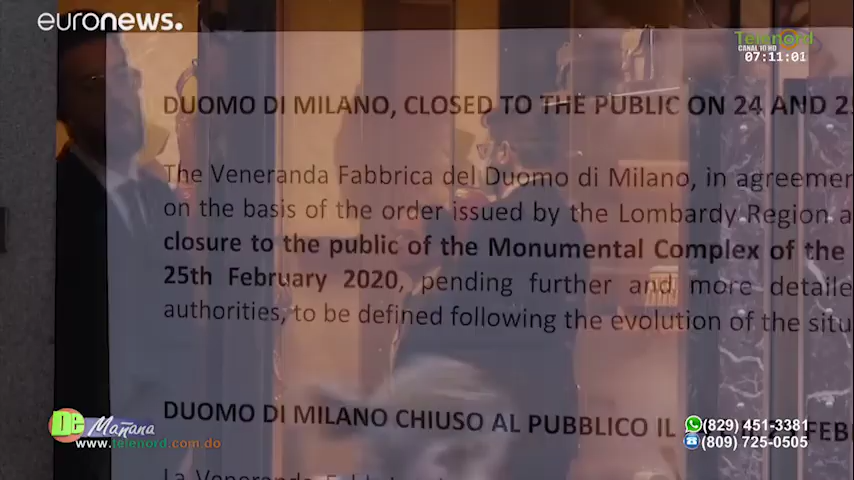 euronews.
Telenord
CANAL 10 HD
07:11:01
DUOMO DI MILANO, CLOSED TO THE PUBLIC ON 24 AND 2
The Veneranda Fabbrica del Duomo di Milano, in
on the basis of the order issued by the Lombardy Region
closure to the public of the Monumental Complex of the
25th February 2020, pending further and more
authorities, to be defined following the evolution of the
DUOMO DI MILANO CHIUSO AL PUBBLICO IL
De Mañana
www.telenord.com.do
(829) 451-3381
(809) 725-0505
La Veneranda